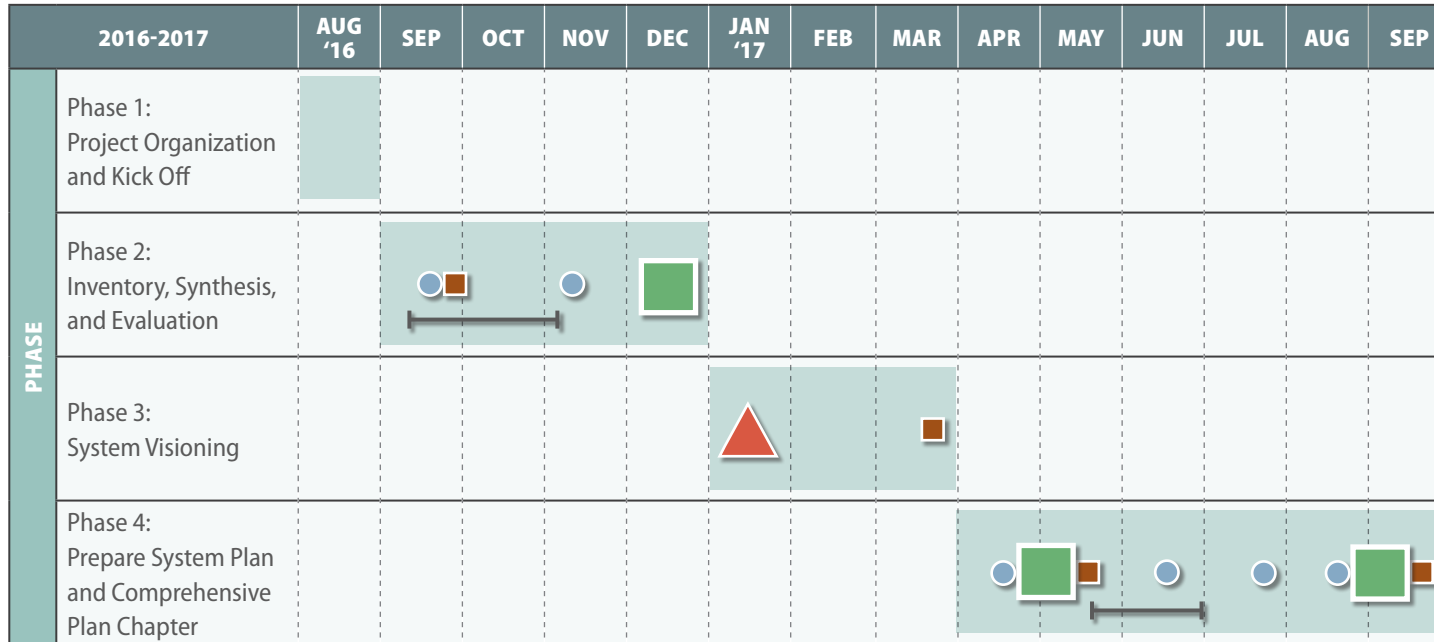 2016-2017
AUG
‘16
SEP
OCT
NOV
DEC
JAN
‘17
FEB
MAR
APR
MAY
JUN
JUL
AUG
SEP
PHASE
Phase 1:
Project Organization
and Kick Off
Phase 2:
Inventory, Synthesis,
and Evaluation
Phase 3:
System Visioning
Phase 4:
Prepare System Plan
and Comprehensive
Plan Chapter